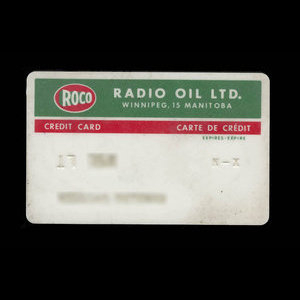 ROCO
RADIO OIL LTD.
WINNIPEG, 15 MANITOBA
CREDIT CARD CARTE DE CRÉDIT
EXPIRES-EXPIRE
N-X